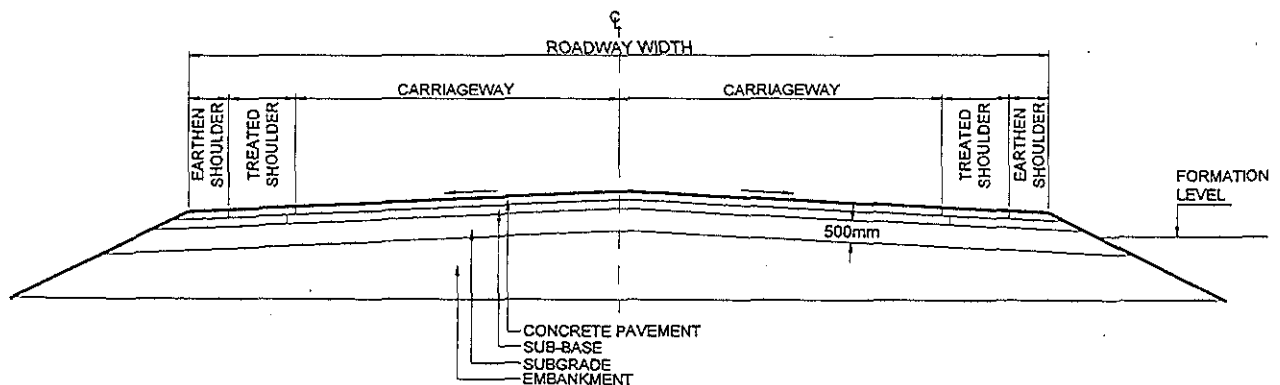 ℄
ROADWAY WIDTH
CARRIAGEWAY
CARRIAGEWAY
EARTHEN
SHOULDER
TREATED
SHOULDER
TREATED
SHOULDER
EARTHEN
SHOULDER
FORMATION
LEVEL
500mm
CONCRETE PAVEMENT
SUB-BASE
SUBGRADE
EMBANKMENT